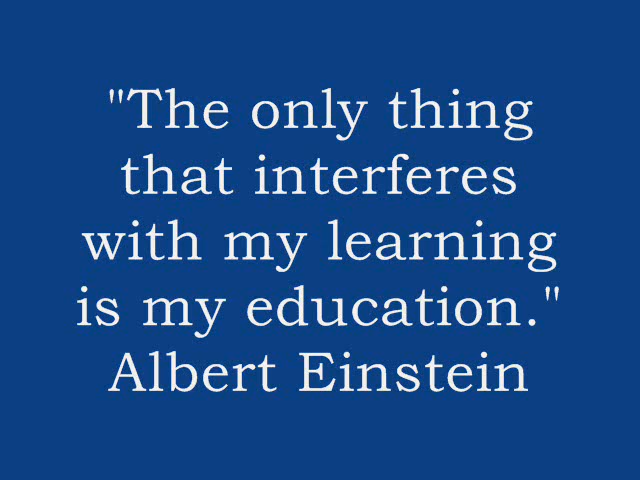 "The only thing
that interferes
with my learning
is my education."
Albert Einstein